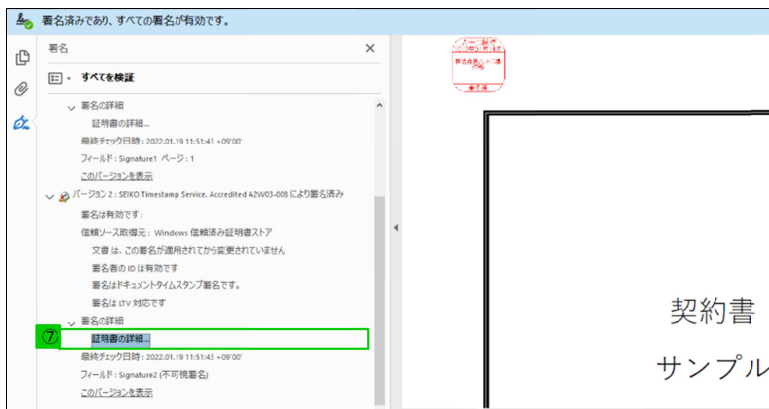 署名済みであり、すべての署名が有効です。
署名
すべてを検証
署名の詳細
証明書の詳細...
最終チェック日時 : 2022.01.19 11:51:43 +09'00'
フィールド : Signature1 ページ : 1
このバージョンを表示
バージョン 2 : SEIKO Timestamp Service. Accredited A2W03-008 により署名済み
署名は有効です:
信頼ソース取得元 : Windows 信頼済み証明書ストア
文書 は、この署名が適用されてから変更されていません
署名者の ID は有効です
署名はドキュメントタイムスタンプ署名です。
署名は LTV 対応です
署名の詳細
⑦
証明書の詳細...
最終チェック日時 : 2022.01.19 11:51:43 +09'00'
フィールド : Signature2 (不可視署名)
このバージョンを表示
契約書
サンプル